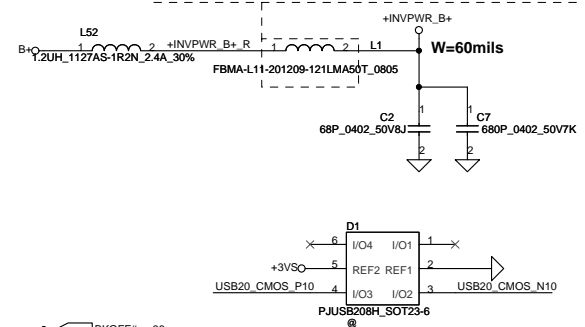 +INVPWR_B+
L52
B+ 1 2 +INVPWR_B+_R 1 2 L1 W=60mils
1.2UH_1127AS-1R2N_2.4A_30%
FBMA-L11-201209-121LMA50T_0805
1 1
C2 C7
68P_0402_50V8J 680P_0402_50V7K
2 2
D1
6 I/O4 I/O1 1
+3VS 5 REF2 REF1 2
USB20_CMOS_P10 4 I/O3 I/O2 3 USB20_CMOS_N10
PJUSB208H_SOT23-6
@